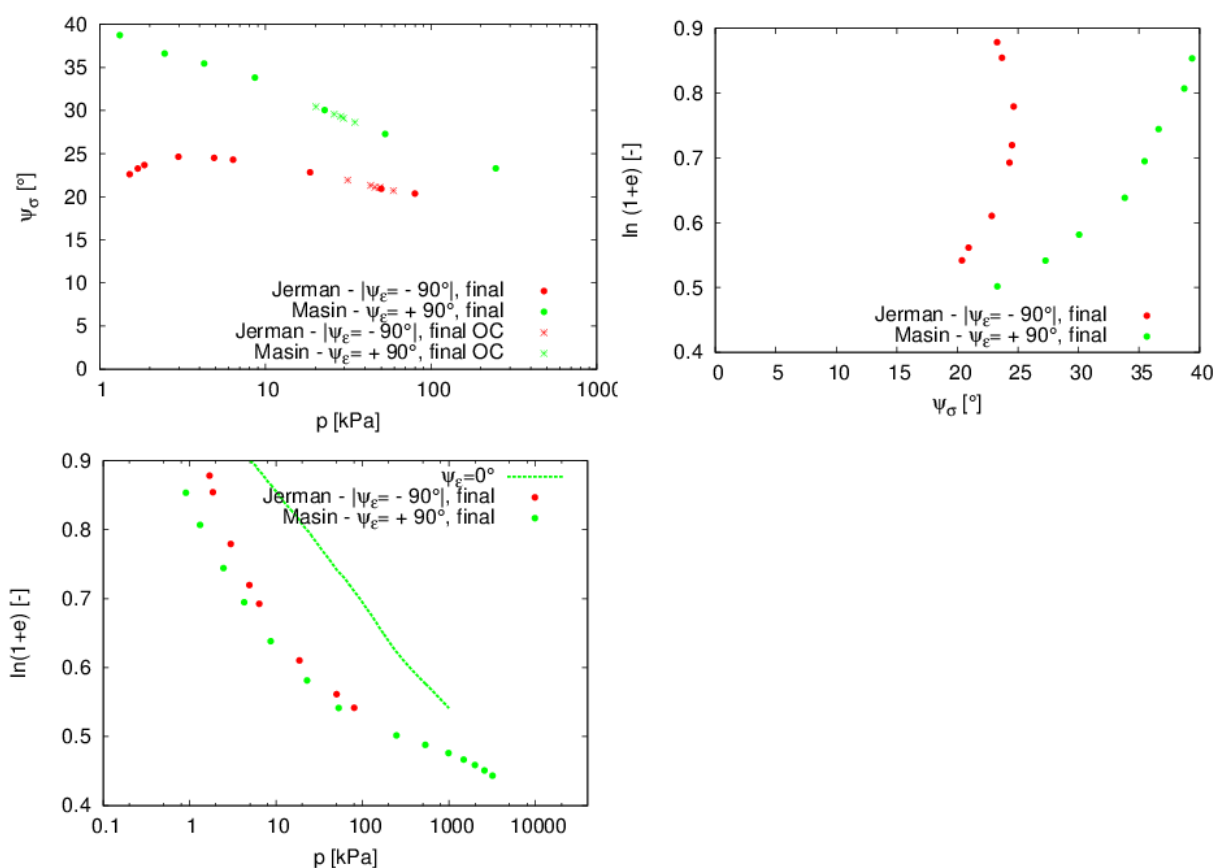 40
35
30
25
20
15
10
5
0
ψσ [°]
Jerman - |ψε= - 90°|, final
Masin - ψε= + 90°, final
Jerman - |ψε= - 90°|, final OC
Masin - ψε= + 90°, final OC
1 10 100 1000
p [kPa]
0.9
0.8
0.7
0.6
0.5
0.4
ln (1+e) [-]
Jerman - |ψε= - 90°|, final
Masin - ψε= + 90°, final
0 5 10 15 20 25 30 35 40
ψσ [°]
0.9
0.8
0.7
0.6
0.5
0.4
ln(1+e) [-]
ψε=0°
Jerman - |ψε= - 90°|, final
Masin - ψε= + 90°, final
0.1 1 10 100 1000 10000
p [kPa]